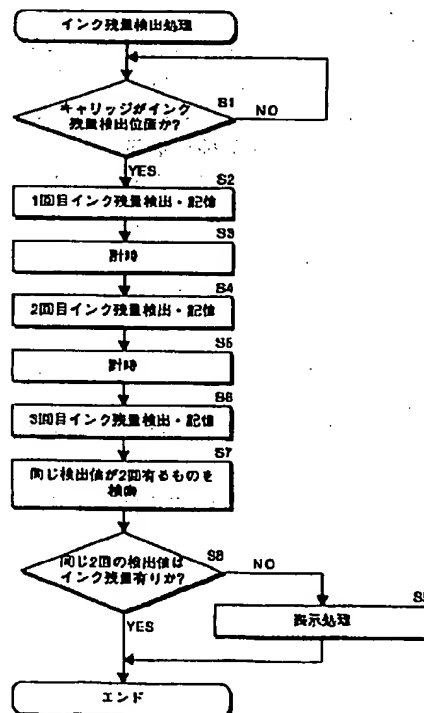 インク残量検出処理
キャリッジがインク
残量検出位置か?
S1
NO
YES
S2
1回目インク残量検出・記憶
S3
計時
S4
2回目インク残量検出・記憶
S5
計時
S6
3回目インク残量検出・記憶
S7
同じ検出値が2回有るものを
検索
同じ2回の検出値は
インク残量有りか?
S8
NO
YES
表示処理
エンド